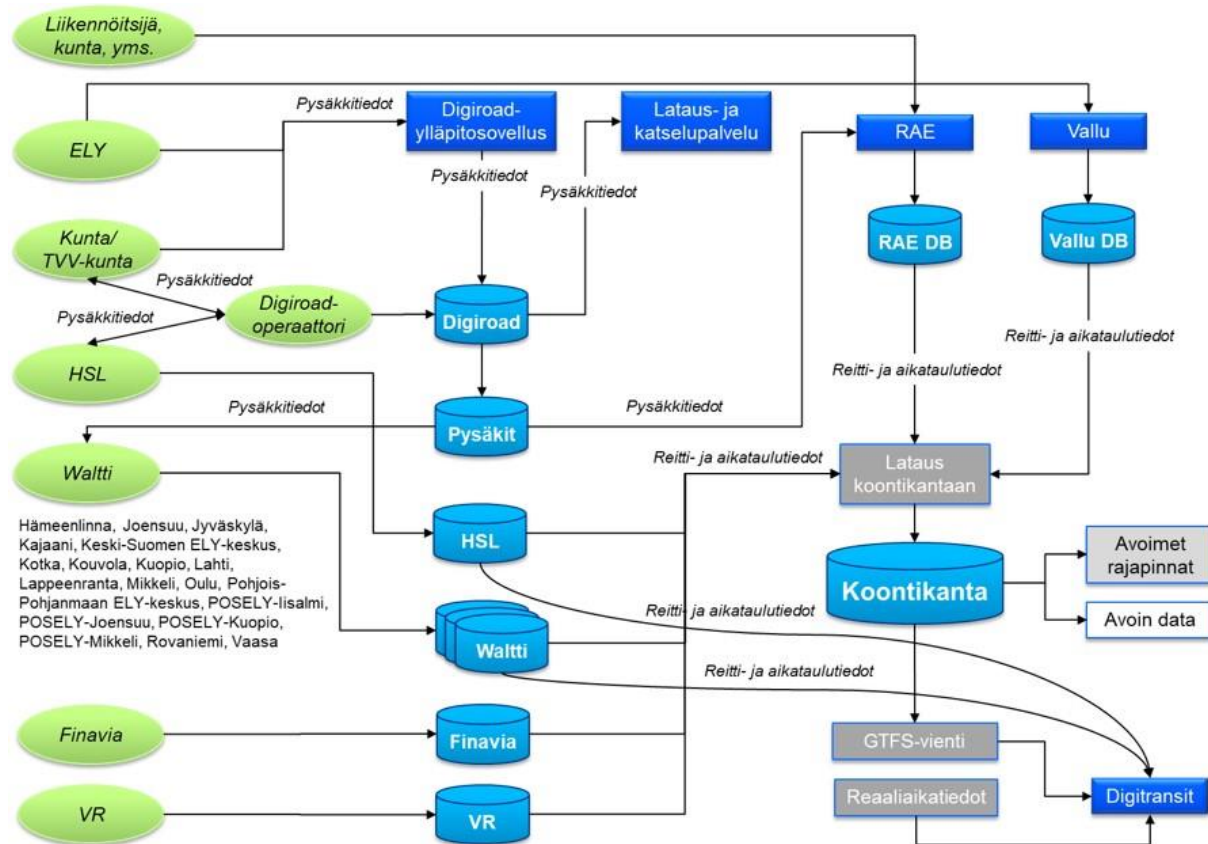 Liikennöitsijä,
kunta, yms.
Pysäkkitiedot
Digiroad-
ylläpitosovellus
Lataus- ja
katselupalvelu
RAE
Vallu
ELY
Pysäkkitiedot
Pysäkkitiedot
Kunta/
TVV-kunta
RAE DB
Vallu DB
Pysäkkitiedot
Digiroad-
operaattori
Pysäkkitiedot
Digiroad
Reitti- ja aikataulutiedot
HSL
Reitti- ja aikataulutiedot
Pysäkkitiedot
Pysäkit
Pysäkkitiedot
Waltti
Reitti- ja aikataulutiedot
Lataus
koontikantaan
Hämeenlinna, Joensuu, Jyväskylä,
Kajaani, Keski-Suomen ELY-keskus,
Kotka, Kouvola, Kuopio, Lahti,
Lappeenranta, Mikkeli, Oulu, Pohjois-
Pohjanmaan ELY-keskus, POSELY-Iisalmi,
POSELY-Joensuu, POSELY-Kuopio,
POSELY-Mikkeli, Rovaniemi, Vaasa
HSL
Koontikanta
Avoimet
rajapinnat
Reitti- ja aikataulutiedot
Avoin data
Waltti
Reitti- ja aikataulutiedot
Finavia
Finavia
GTFS-vienti
VR
VR
Reaaliaikatiedot
Digitransit